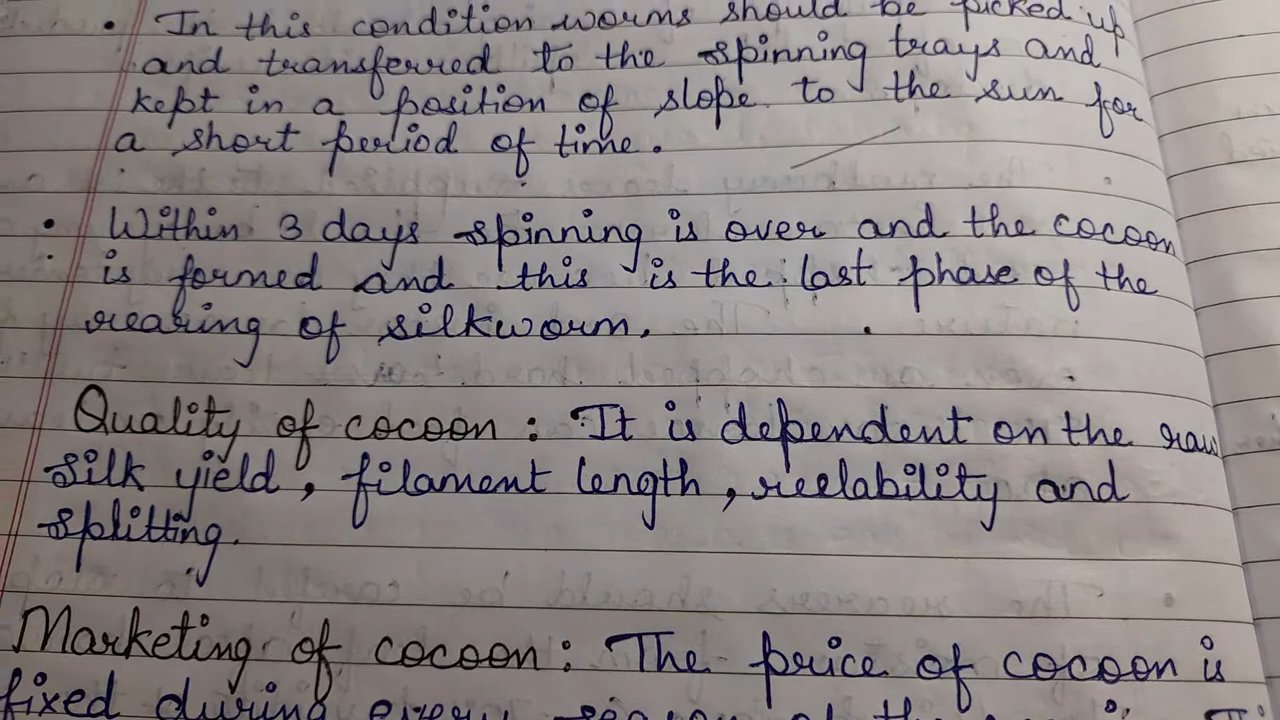 • In this condition worms should be picked up
and transferred to the spinning trays and
kept in a position of slope to the sun for
a short period of time.
• Within 3 days spinning is over and the cocoon
is formed and this is the last phase of the
rearing of silkworm.
Quality of cocoon : It is dependent on the raw
silk yield, filament length, reelability and
splitting.
Marketing of cocoon : The price of cocoon is
fixed during every